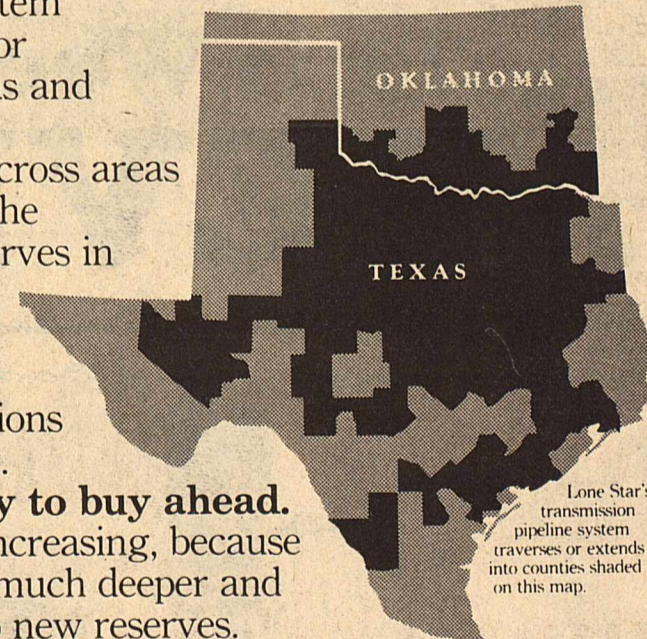 stem
or
s and
cross areas
he
rves in
ions
.
y to buy ahead.
ncreasing, because
much deeper and
new reserves.
OKLAHOMA
TEXAS
Lone Star's
transmission
pipeline system
traverses or extends
into counties shaded
on this map.